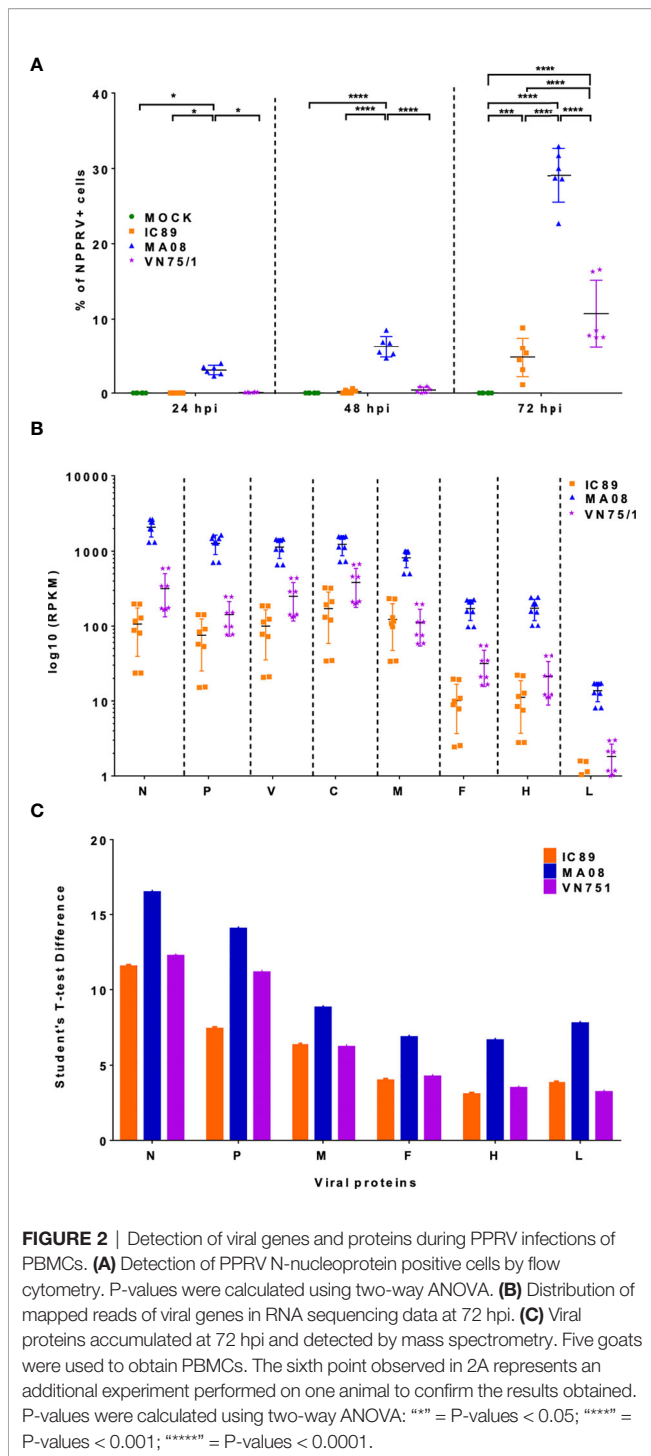 A
% of NPPRV+ cells
40
30
20
10
0
* * *
**** **** ****
**** **** **** *** **** ****
MOCK
IC89
MA08
VN75/1
24 hpi 48 hpi 72 hpi
B
log10 (RPKM)
10000
1000
100
10
1
IC89
MA08
VN75/1
N P V C M F H L
C
Student's T-test Difference
20
15
10
5
0
IC89
MA08
VN751
N P M F H L
Viral proteins
FIGURE 2 | Detection of viral genes and proteins during PPRV infections of
PBMCs. (A) Detection of PPRV N-nucleoprotein positive cells by flow
cytometry. P-values were calculated using two-way ANOVA. (B) Distribution of
mapped reads of viral genes in RNA sequencing data at 72 hpi. (C) Viral
proteins accumulated at 72 hpi and detected by mass spectrometry. Five goats
were used to obtain PBMCs. The sixth point observed in 2A represents an
additional experiment performed on one animal to confirm the results obtained.
P-values were calculated using two-way ANOVA: “*” = P-values < 0.05; “***” =
P-values < 0.001; “****” = P-values < 0.0001.